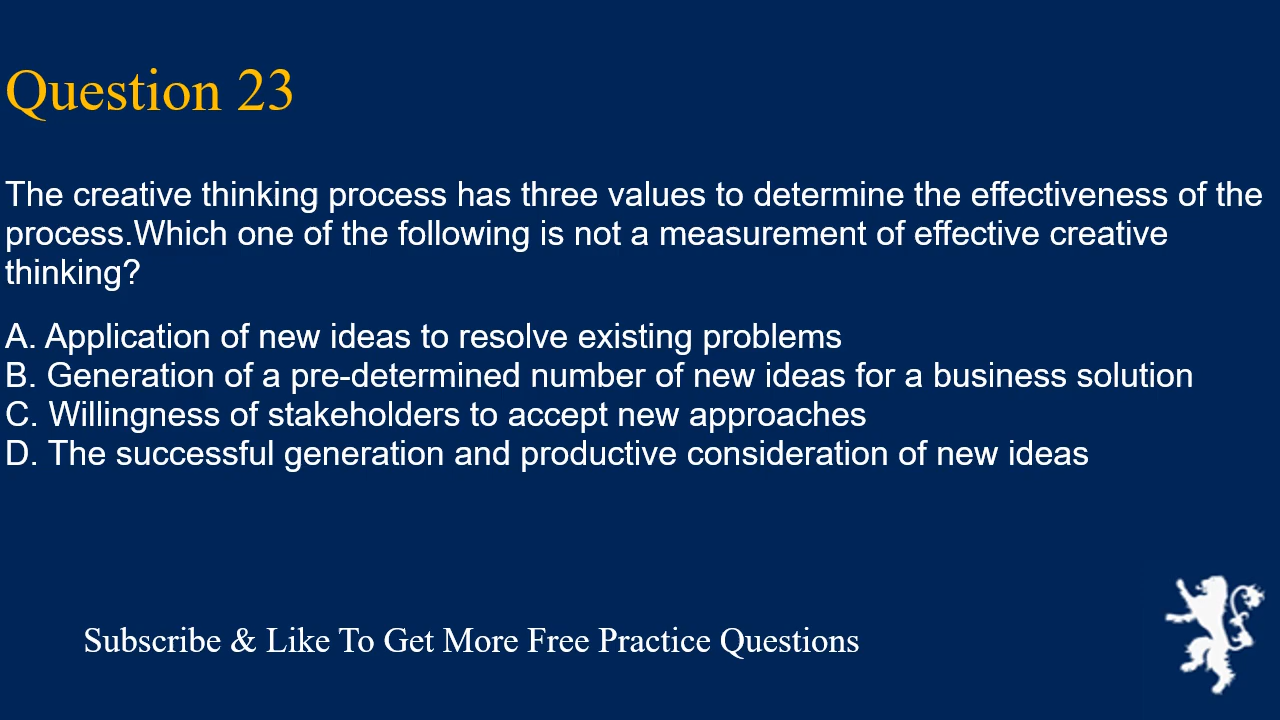 Question 23
The creative thinking process has three values to determine the effectiveness of the
process.Which one of the following is not a measurement of effective creative
thinking?
A. Application of new ideas to resolve existing problems
B. Generation of a pre-determined number of new ideas for a business solution
C. Willingness of stakeholders to accept new approaches
D. The successful generation and productive consideration of new ideas
Subscribe & Like To Get More Free Practice Questions